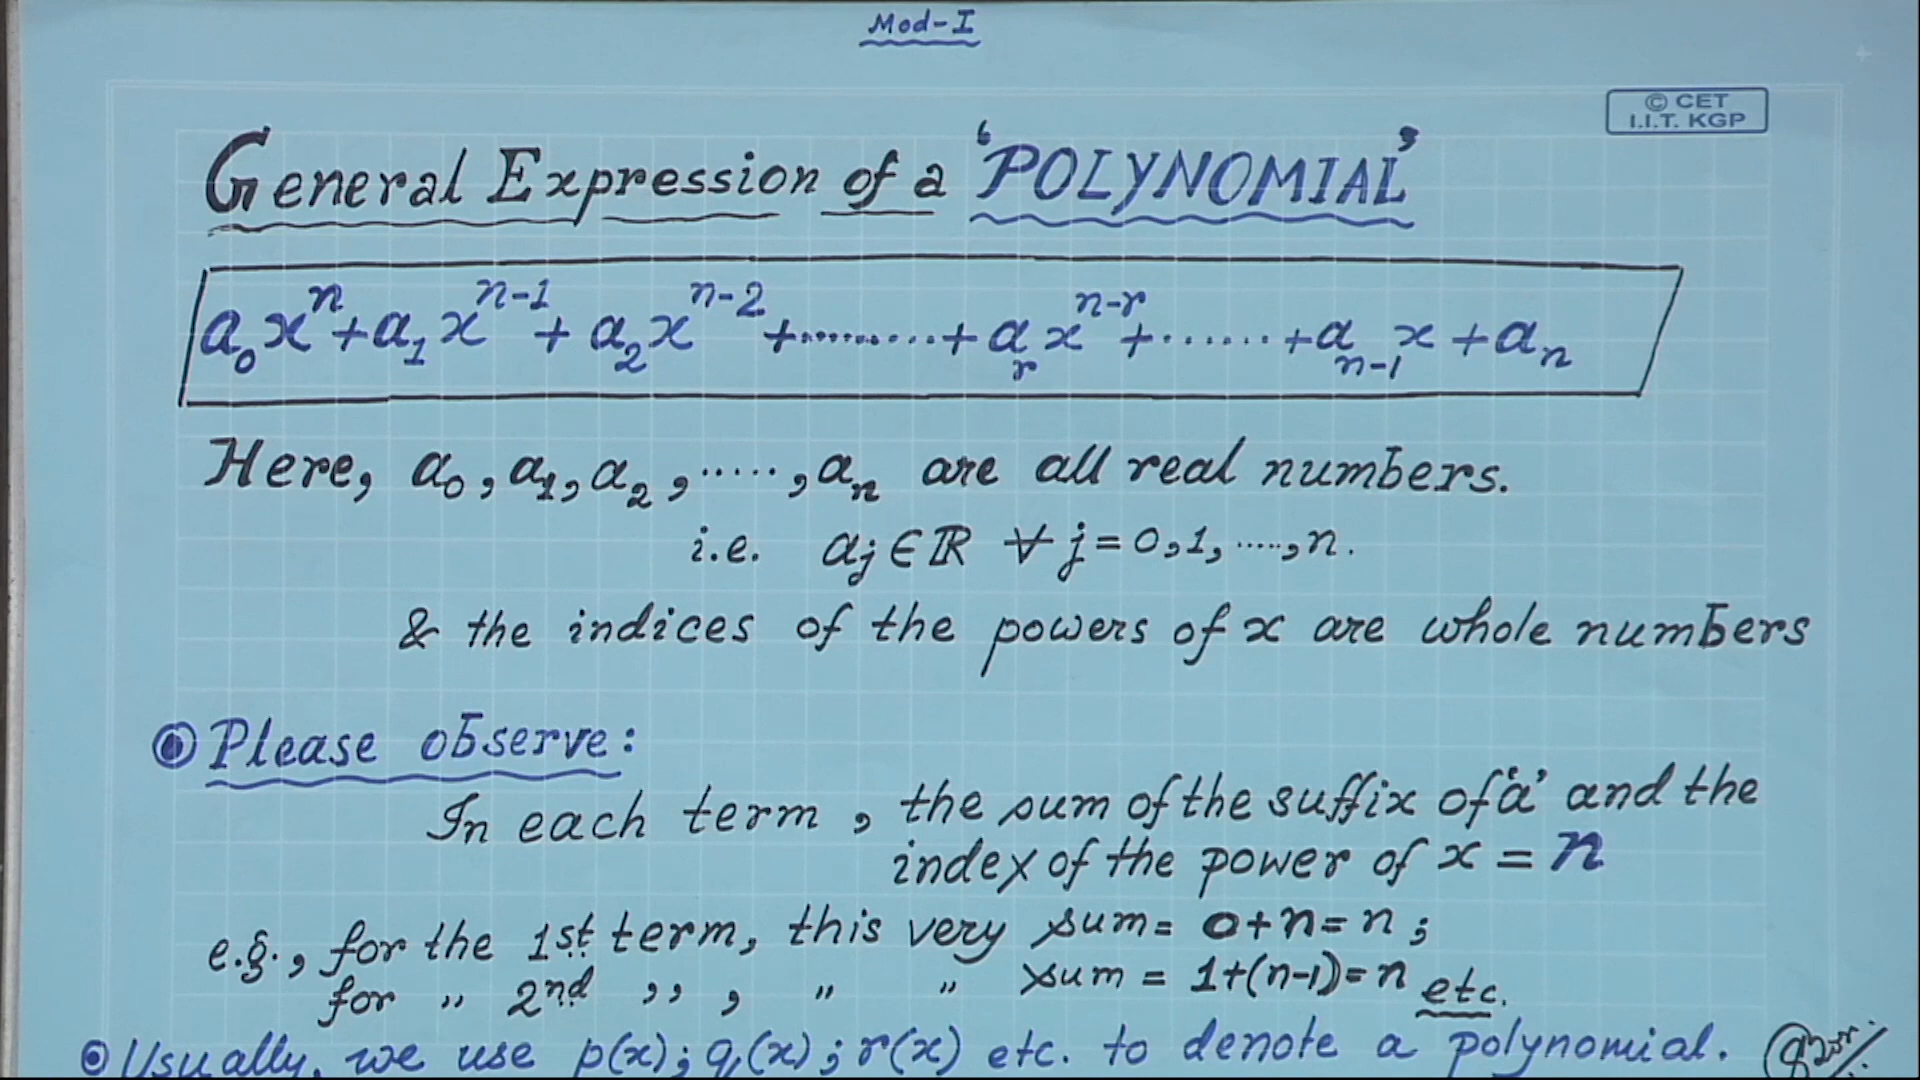 Mod-I
© CET
I.I.T. KGP
General Expression of a 'POLYNOMIAL'
a₀xⁿ+a₁xⁿ⁻¹+a₂xⁿ⁻²+..........+aᵣxⁿ⁻ʳ+.......+aₙ₋₁x+aₙ
Here, a₀,a₁,a₂,.....,aₙ are all real numbers.
i.e. aⱼ∈ℝ ∀ j=0,1,.....,n.
& the indices of the powers of x are whole numbers
Please observe:
In each term, the sum of the suffix of 'a' and the
index of the power of x = n
e.g., for the 1st term, this very sum = 0+n=n;
for ,, 2nd ,, , ,, ,, sum = 1+(n-1)=n etc.
Usually, we use p(x); q(x); r(x) etc. to denote a polynomial.